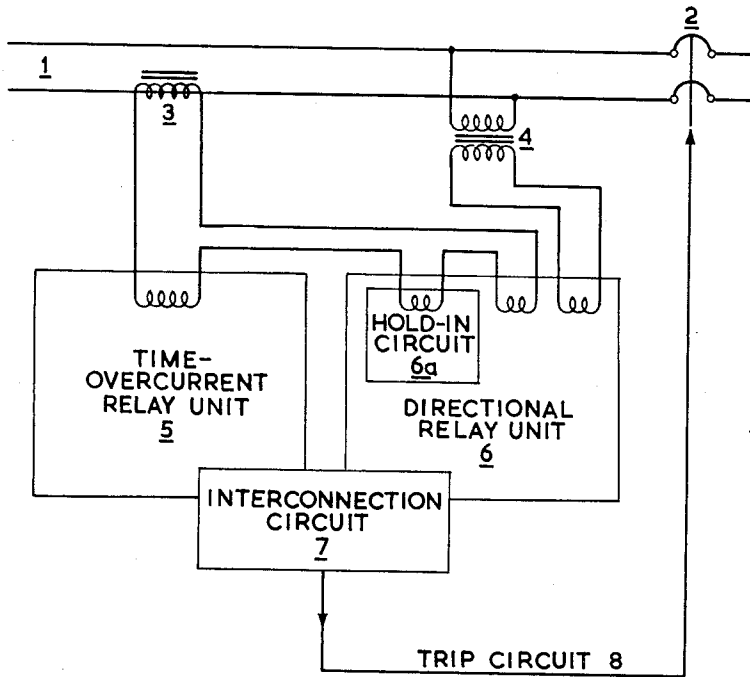 2
1
3
4
HOLD-IN
CIRCUIT
6a
TIME-
OVERCURRENT
RELAY UNIT
5
DIRECTIONAL
RELAY UNIT
6
INTERCONNECTION
CIRCUIT
7
TRIP CIRCUIT 8